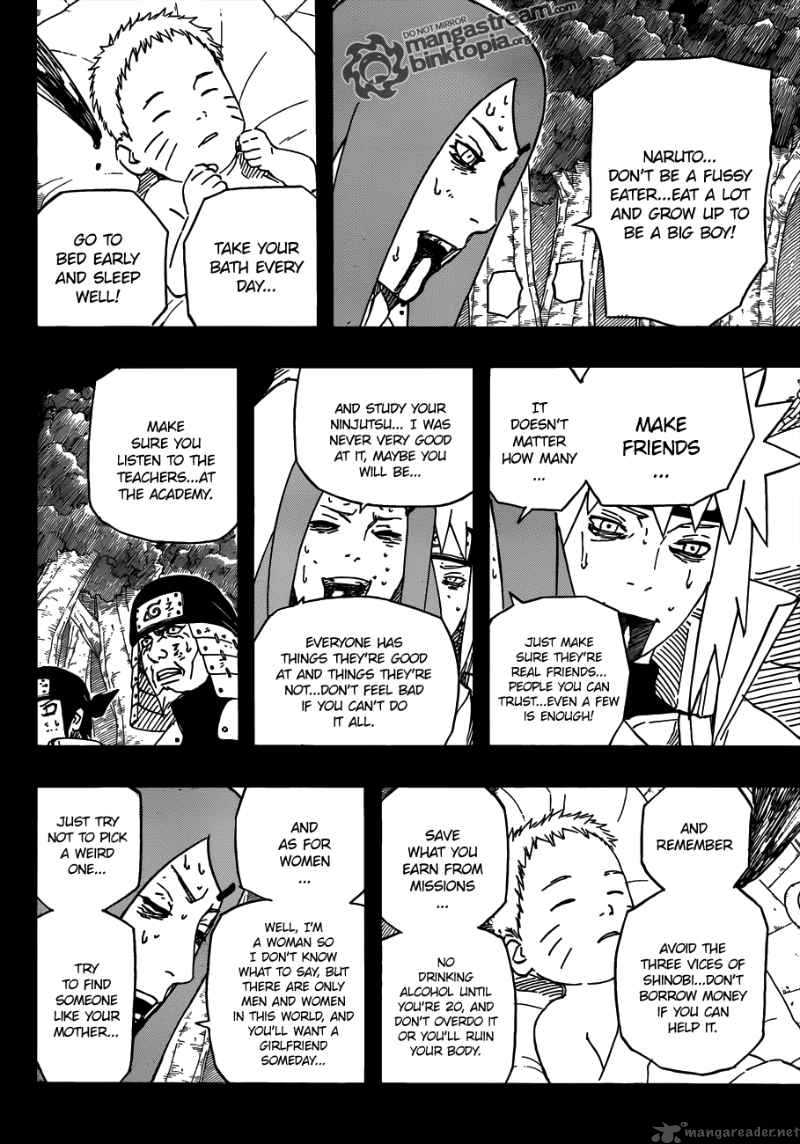 DO NOT MIRROR
mangastream.com
binktopia.org
NARUTO...
DON'T BE A FUSSY
EATER...EAT A LOT
AND GROW UP TO
BE A BIG BOY!
TAKE YOUR
BATH EVERY
DAY...
GO TO
BED EARLY
AND SLEEP
WELL!
MAKE
FRIENDS
...
IT
DOESN'T
MATTER
HOW MANY
...
JUST MAKE
SURE THEY'RE
REAL FRIENDS...
PEOPLE YOU CAN
TRUST...EVEN A FEW
IS ENOUGH!
AND STUDY YOUR
NINJUTSU... I WAS
NEVER VERY GOOD
AT IT, MAYBE YOU
WILL BE...
EVERYONE HAS
THINGS THEY'RE GOOD
AT AND THINGS THEY'RE
NOT...DON'T FEEL BAD
IF YOU CAN'T DO
IT ALL.
MAKE
SURE YOU
LISTEN TO THE
TEACHERS...AT
THE ACADEMY.
AND
REMEMBER
AVOID THE
THREE VICES OF
SHINOBI...DON'T
BORROW MONEY
IF YOU CAN
HELP IT.
SAVE
WHAT YOU
EARN FROM
MISSIONS
...
NO
DRINKING
ALCOHOL UNTIL
YOU'RE 20, AND
DON'T OVERDO IT
OR YOU'LL RUIN
YOUR BODY.
AND
AS FOR
WOMEN
...
WELL, I'M
A WOMAN SO
I DON'T KNOW
WHAT TO SAY, BUT
THERE ARE ONLY
MEN AND WOMEN
IN THIS WORLD, AND
YOU'LL WANT A
GIRLFRIEND
SOMEDAY...
JUST TRY
NOT TO PICK
A WEIRD
ONE...
TRY
TO FIND
SOMEONE
LIKE YOUR
MOTHER...
mangareader.net